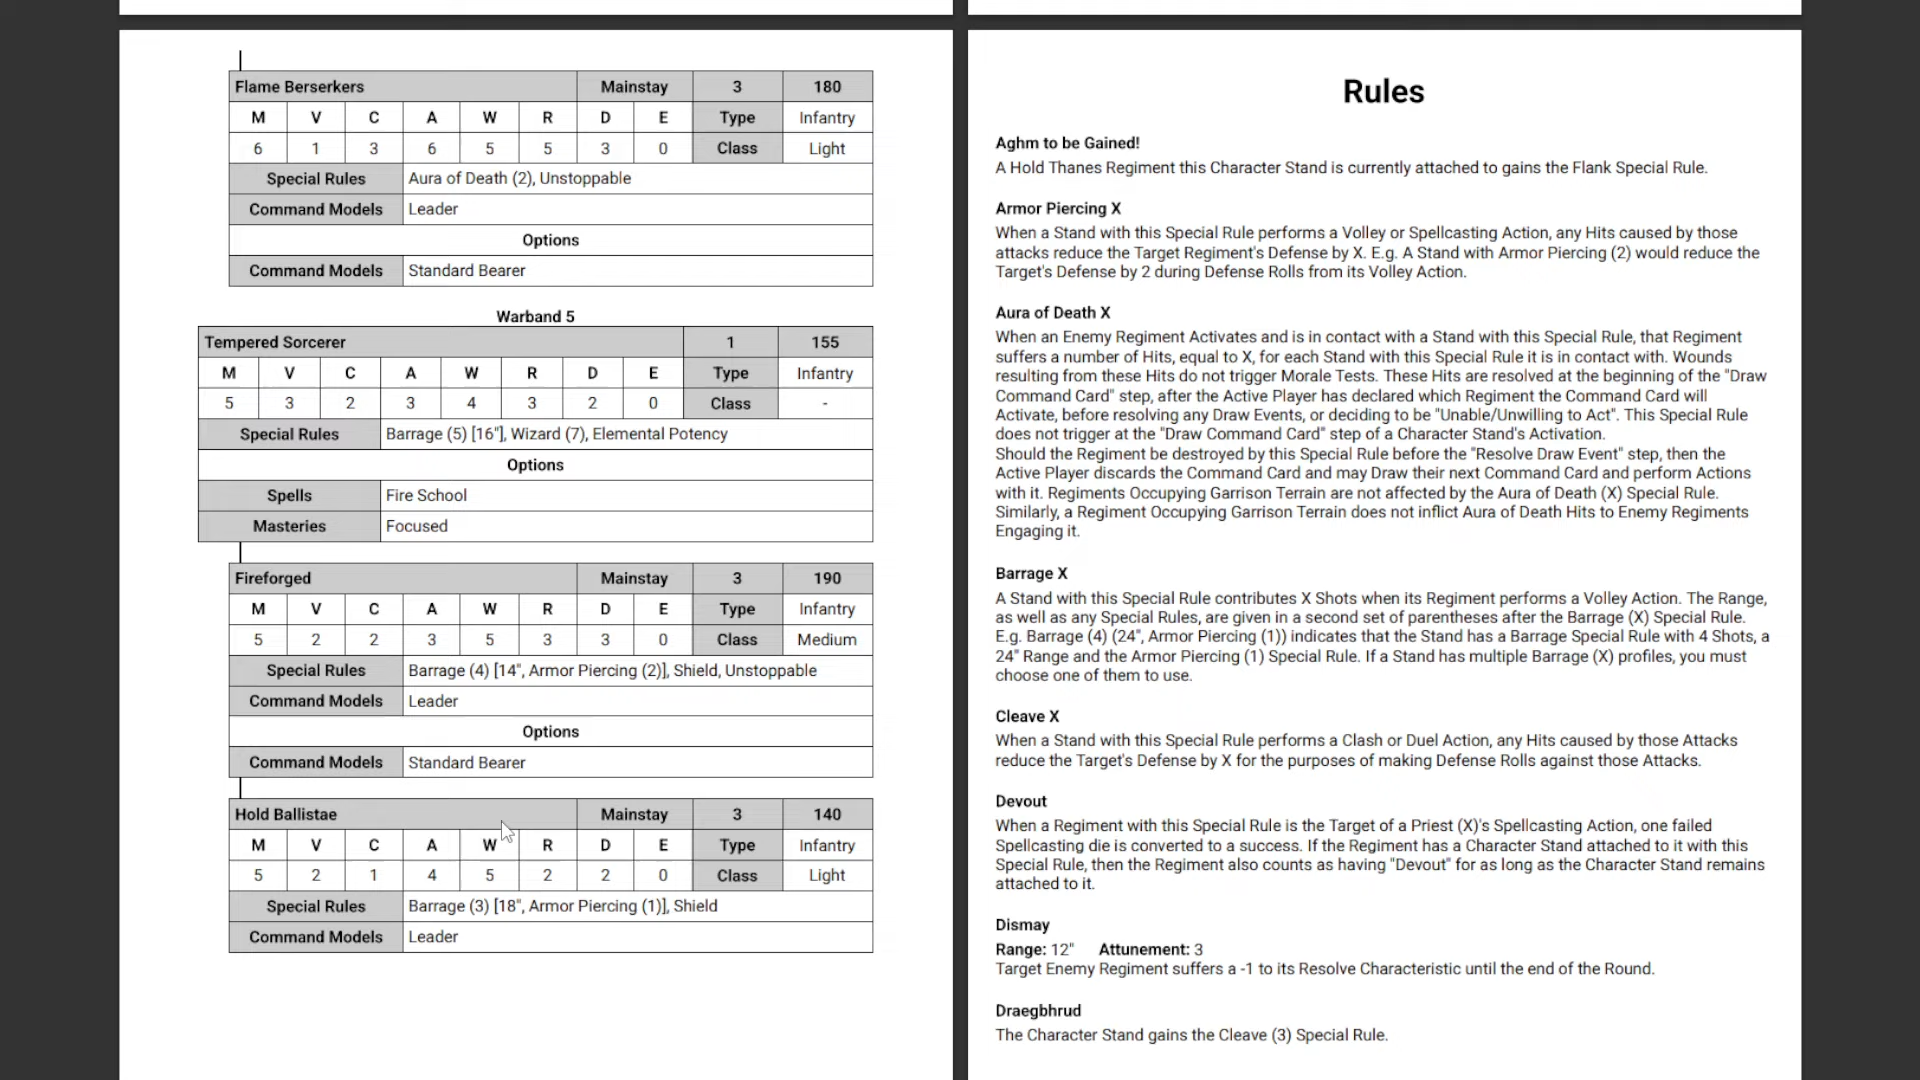 Flame Berserkers Mainstay 3 180
M V C A W R D E Type Infantry
6 1 3 6 5 5 3 0 Class Light
Special Rules Aura of Death (2), Unstoppable
Command Models Leader
Options
Command Models Standard Bearer
Warband 5
Tempered Sorcerer 1 155
M V C A W R D E Type Infantry
5 3 2 3 4 3 2 0 Class -
Special Rules Barrage (5) [16"], Wizard (7), Elemental Potency
Options
Spells Fire School
Masteries Focused
Fireforged Mainstay 3 190
M V C A W R D E Type Infantry
5 2 2 3 5 3 3 0 Class Medium
Special Rules Barrage (4) [14", Armor Piercing (2)], Shield, Unstoppable
Command Models Leader
Options
Command Models Standard Bearer
Hold Ballistae Mainstay 3 140
M V C A W R D E Type Infantry
5 2 1 4 5 2 2 0 Class Light
Special Rules Barrage (3) [18", Armor Piercing (1)], Shield
Command Models Leader
Rules
Aghm to be Gained!
A Hold Thanes Regiment this Character Stand is currently attached to gains the Flank Special Rule.
Armor Piercing X
When a Stand with this Special Rule performs a Volley or Spellcasting Action, any Hits caused by those
attacks reduce the Target Regiment's Defense by X. E.g. A Stand with Armor Piercing (2) would reduce the
Target's Defense by 2 during Defense Rolls from its Volley Action.
Aura of Death X
When an Enemy Regiment Activates and is in contact with a Stand with this Special Rule, that Regiment
suffers a number of Hits, equal to X, for each Stand with this Special Rule it is in contact with. Wounds
resulting from these Hits do not trigger Morale Tests. These Hits are resolved at the beginning of the "Draw
Command Card" step, after the Active Player has declared which Regiment the Command Card will
Activate, before resolving any Draw Events, or deciding to be "Unable/Unwilling to Act". This Special Rule
does not trigger at the "Draw Command Card" step of a Character Stand's Activation.
Should the Regiment be destroyed by this Special Rule before the "Resolve Draw Event" step, then the
Active Player discards the Command Card and may Draw their next Command Card and perform Actions
with it. Regiments Occupying Garrison Terrain are not affected by the Aura of Death (X) Special Rule.
Similarly, a Regiment Occupying Garrison Terrain does not inflict Aura of Death Hits to Enemy Regiments
Engaging it.
Barrage X
A Stand with this Special Rule contributes X Shots when its Regiment performs a Volley Action. The Range,
as well as any Special Rules, are given in a second set of parentheses after the Barrage (X) Special Rule.
E.g. Barrage (4) (24", Armor Piercing (1)) indicates that the Stand has a Barrage Special Rule with 4 Shots, a
24" Range and the Armor Piercing (1) Special Rule. If a Stand has multiple Barrage (X) profiles, you must
choose one of them to use.
Cleave X
When a Stand with this Special Rule performs a Clash or Duel Action, any Hits caused by those Attacks
reduce the Target's Defense by X for the purposes of making Defense Rolls against those Attacks.
Devout
When a Regiment with this Special Rule is the Target of a Priest (X)'s Spellcasting Action, one failed
Spellcasting die is converted to a success. If the Regiment has a Character Stand attached to it with this
Special Rule, then the Regiment also counts as having "Devout" for as long as the Character Stand remains
attached to it.
Dismay
Range: 12" Attunement: 3
Target Enemy Regiment suffers a -1 to its Resolve Characteristic until the end of the Round.
Draegbhrud
The Character Stand gains the Cleave (3) Special Rule.